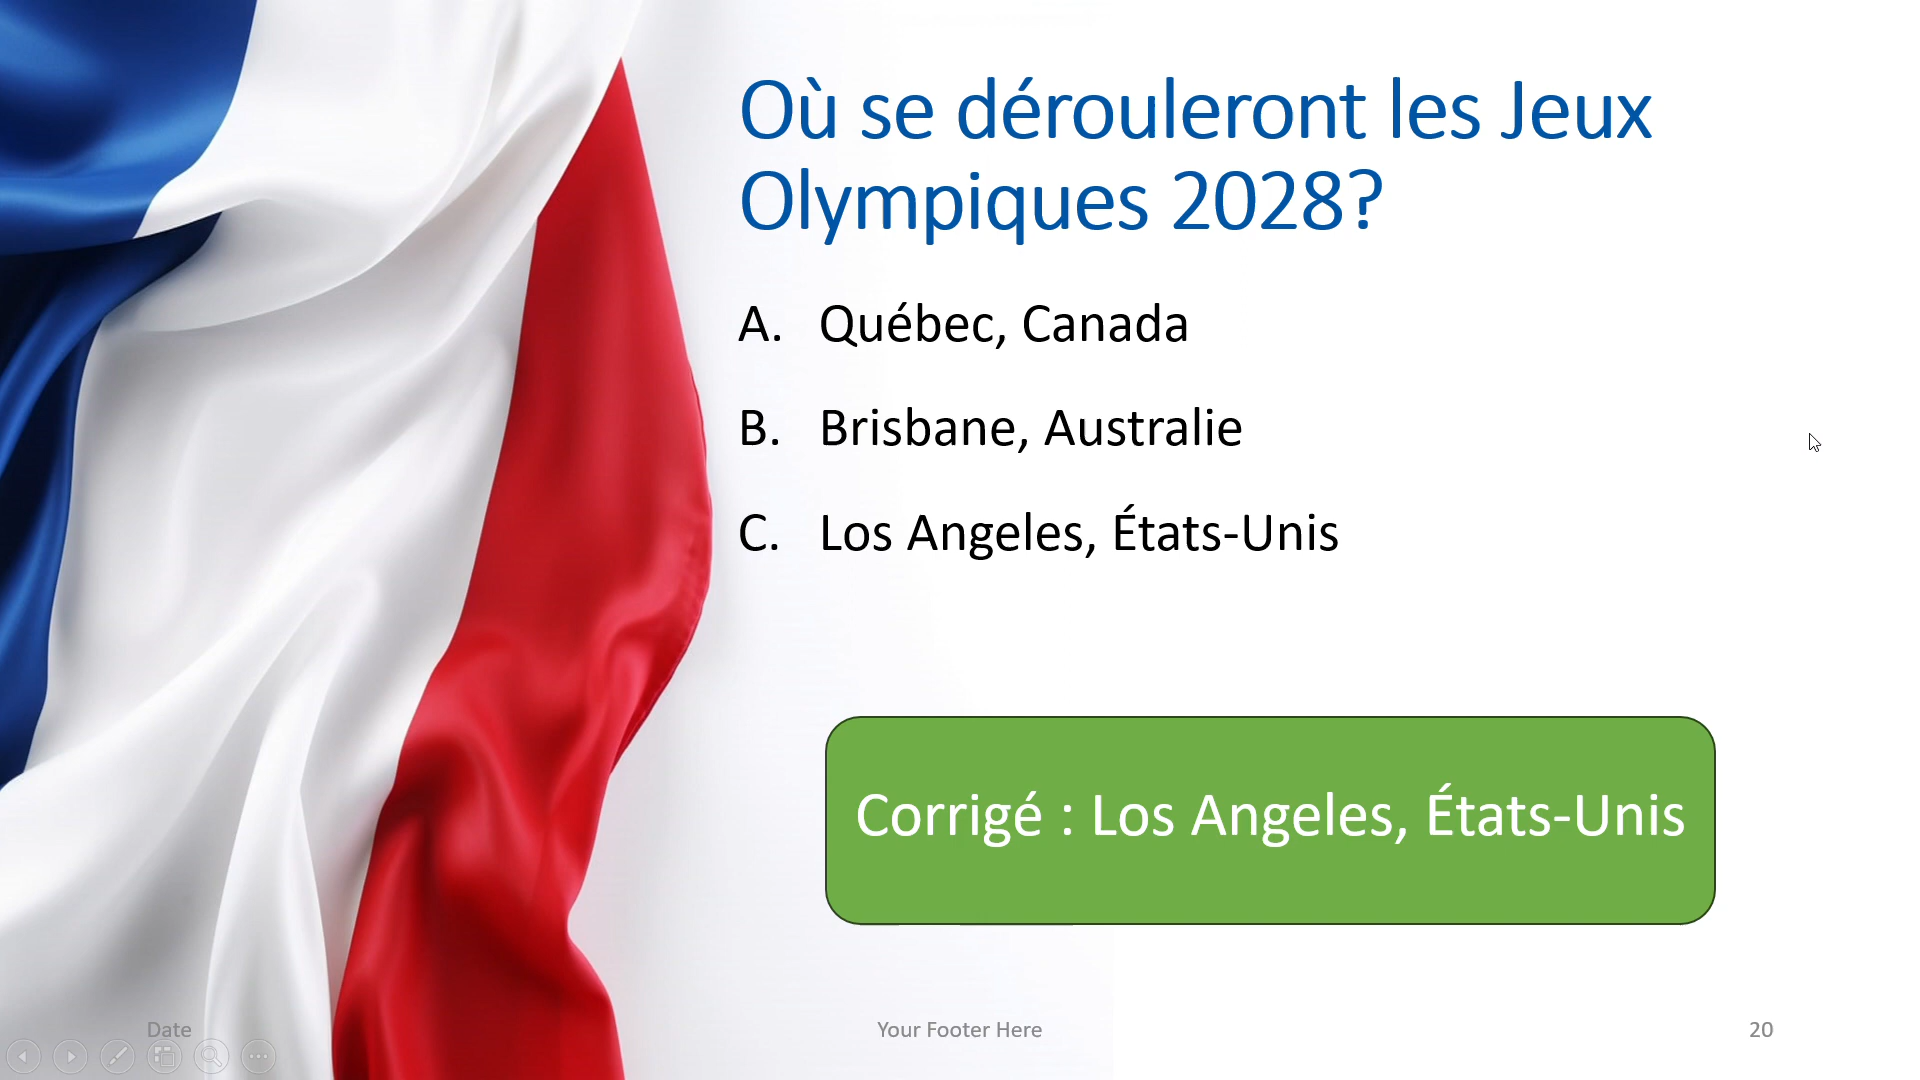 Où se dérouleront les Jeux
Olympiques 2028?
A. Québec, Canada
B. Brisbane, Australie
C. Los Angeles, États-Unis
Corrigé : Los Angeles, États-Unis
Date
Your Footer Here
20